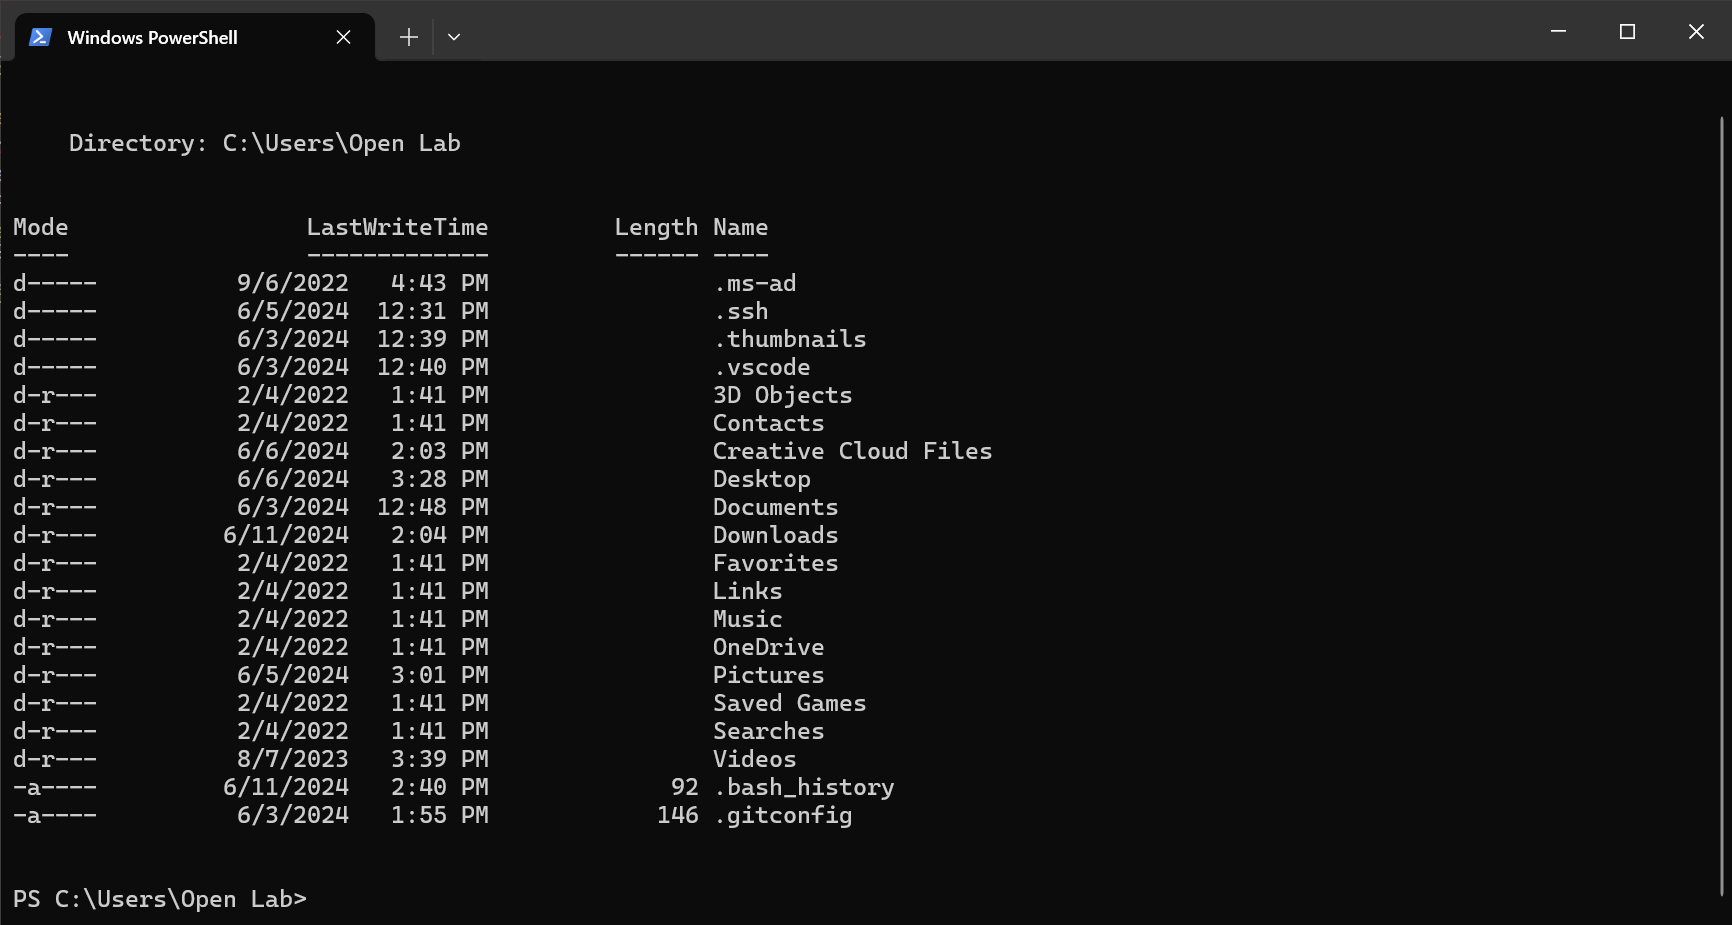 Windows PowerShell
Directory: C:\Users\Open Lab
Mode                 LastWriteTime         Length Name
----                 -------------         ------ ----
d-----          9/6/2022   4:43 PM                .ms-ad
d-----          6/5/2024  12:31 PM                .ssh
d-----          6/3/2024  12:39 PM                .thumbnails
d-----          6/3/2024  12:40 PM                .vscode
d-r---          2/4/2022   1:41 PM                3D Objects
d-r---          2/4/2022   1:41 PM                Contacts
d-r---          6/6/2024   2:03 PM                Creative Cloud Files
d-r---          6/6/2024   3:28 PM                Desktop
d-r---          6/3/2024  12:48 PM                Documents
d-r---         6/11/2024   2:04 PM                Downloads
d-r---          2/4/2022   1:41 PM                Favorites
d-r---          2/4/2022   1:41 PM                Links
d-r---          2/4/2022   1:41 PM                Music
d-r---          2/4/2022   1:41 PM                OneDrive
d-r---          6/5/2024   3:01 PM                Pictures
d-r---          2/4/2022   1:41 PM                Saved Games
d-r---          2/4/2022   1:41 PM                Searches
d-r---          8/7/2023   3:39 PM                Videos
-a----         6/11/2024   2:40 PM             92 .bash_history
-a----          6/3/2024   1:55 PM            146 .gitconfig
PS C:\Users\Open Lab>